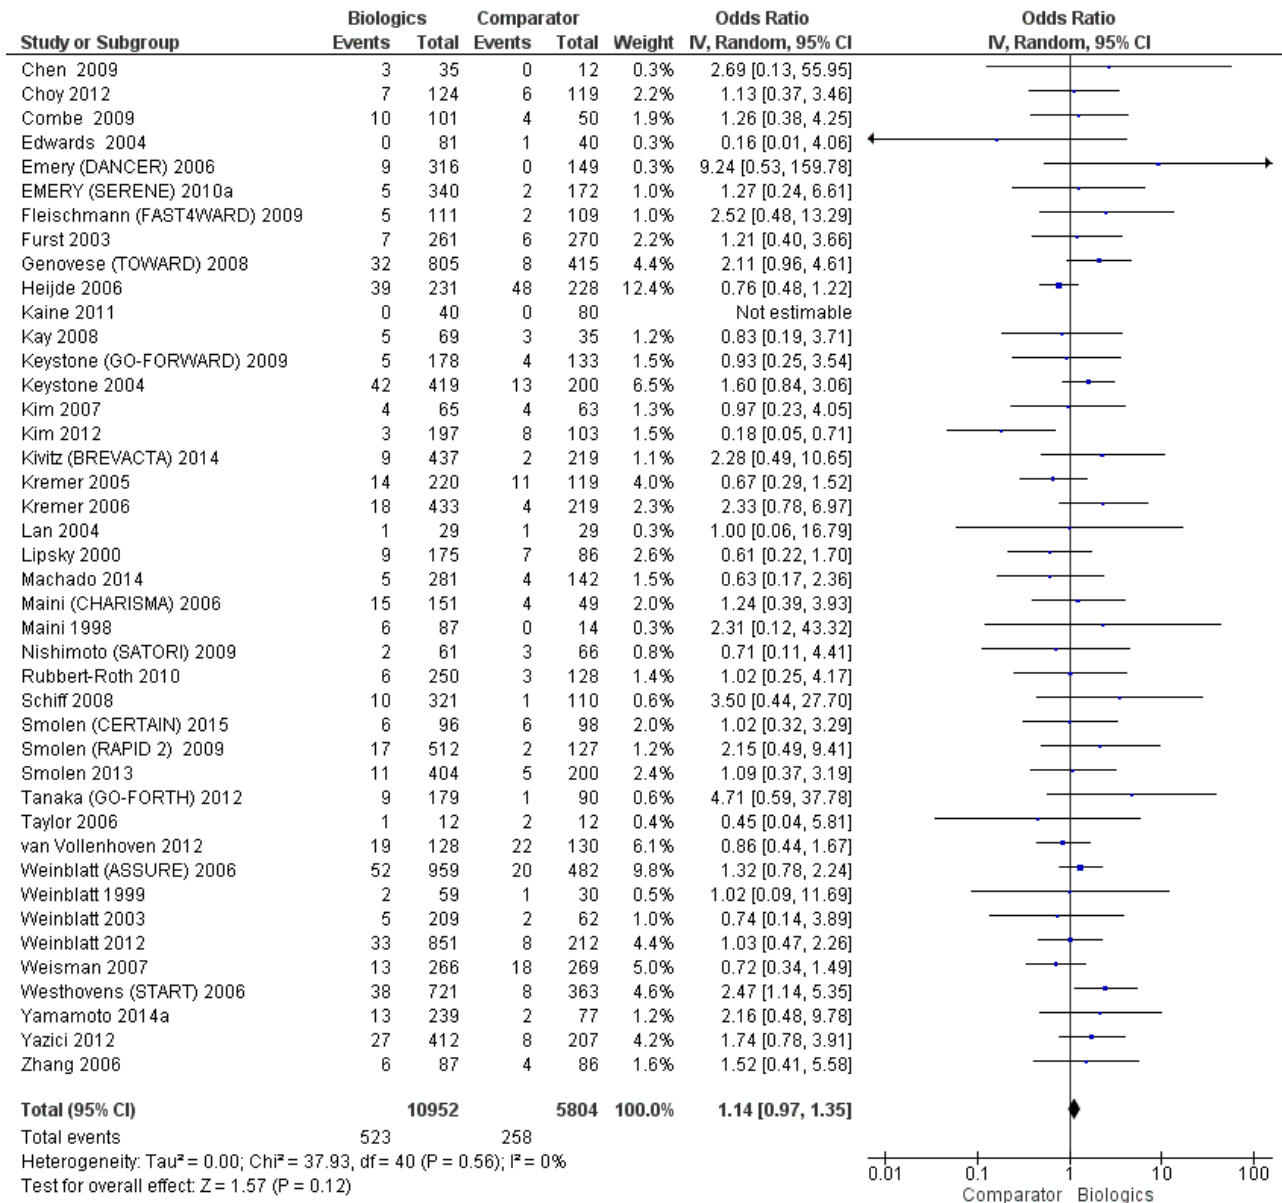 Biologics Comparator Odds Ratio Odds Ratio
Study or Subgroup Events Total Events Total Weight IV, Random, 95% CI IV, Random, 95% CI
Chen 2009 3 35 0 12 0.3% 2.69 [0.13, 55.95]
Choy 2012 7 124 6 119 2.2% 1.13 [0.37, 3.46]
Combe 2009 10 101 4 50 1.9% 1.26 [0.38, 4.25]
Edwards 2004 0 81 1 40 0.3% 0.16 [0.01, 4.06]
Emery (DANCER) 2006 9 316 0 149 0.3% 9.24 [0.53, 159.78]
EMERY (SERENE) 2010a 5 340 2 172 1.0% 1.27 [0.24, 6.61]
Fleischmann (FAST4WARD) 2009 5 111 2 109 1.0% 2.52 [0.48, 13.29]
Furst 2003 7 261 6 270 2.2% 1.21 [0.40, 3.66]
Genovese (TOWARD) 2008 32 805 8 415 4.4% 2.11 [0.96, 4.61]
Heijde 2006 39 231 48 228 12.4% 0.76 [0.48, 1.22]
Kaine 2011 0 40 0 80 Not estimable
Kay 2008 5 69 3 35 1.2% 0.83 [0.19, 3.71]
Keystone (GO-FORWARD) 2009 5 178 4 133 1.5% 0.93 [0.25, 3.54]
Keystone 2004 42 419 13 200 6.5% 1.60 [0.84, 3.06]
Kim 2007 4 65 4 63 1.3% 0.97 [0.23, 4.05]
Kim 2012 3 197 8 103 1.5% 0.18 [0.05, 0.71]
Kivitz (BREVACTA) 2014 9 437 2 219 1.1% 2.28 [0.49, 10.65]
Kremer 2005 14 220 11 119 4.0% 0.67 [0.29, 1.52]
Kremer 2006 18 433 4 219 2.3% 2.33 [0.78, 6.97]
Lan 2004 1 29 1 29 0.3% 1.00 [0.06, 16.79]
Lipsky 2000 9 175 7 86 2.6% 0.61 [0.22, 1.70]
Machado 2014 5 281 4 142 1.5% 0.63 [0.17, 2.36]
Maini (CHARISMA) 2006 15 151 4 49 2.0% 1.24 [0.39, 3.93]
Maini 1998 6 87 0 14 0.3% 2.31 [0.12, 43.32]
Nishimoto (SATORI) 2009 2 61 3 66 0.8% 0.71 [0.11, 4.41]
Rubbert-Roth 2010 6 250 3 128 1.4% 1.02 [0.25, 4.17]
Schiff 2008 10 321 1 110 0.6% 3.50 [0.44, 27.70]
Smolen (CERTAIN) 2015 6 96 6 98 2.0% 1.02 [0.32, 3.29]
Smolen (RAPID 2) 2009 17 512 2 127 1.2% 2.15 [0.49, 9.41]
Smolen 2013 11 404 5 200 2.4% 1.09 [0.37, 3.19]
Tanaka (GO-FORTH) 2012 9 179 1 90 0.6% 4.71 [0.59, 37.78]
Taylor 2006 1 12 2 12 0.4% 0.45 [0.04, 5.81]
van Vollenhoven 2012 19 128 22 130 6.1% 0.86 [0.44, 1.67]
Weinblatt (ASSURE) 2006 52 959 20 482 9.8% 1.32 [0.78, 2.24]
Weinblatt 1999 2 59 1 30 0.3% 1.02 [0.09, 11.69]
Weinblatt 2003 5 209 2 62 1.0% 0.74 [0.14, 3.89]
Weinblatt 2012 33 851 8 212 4.4% 1.03 [0.47, 2.26]
Weisman 2007 13 266 18 269 5.0% 0.72 [0.34, 1.49]
Westhovens (START) 2006 38 721 8 363 4.6% 2.47 [1.14, 5.35]
Yamamoto 2014a 13 239 2 77 1.2% 2.16 [0.48, 9.78]
Yazici 2012 27 412 8 207 4.2% 1.74 [0.78, 3.91]
Zhang 2006 6 87 4 86 1.6% 1.52 [0.41, 5.58]
Total (95% CI) 10952 5804 100.0% 1.14 [0.97, 1.35]
Total events 523 258
Heterogeneity: Tau² = 0.00; Chi² = 37.93, df = 40 (P = 0.56); I² = 0%
Test for overall effect: Z = 1.57 (P = 0.12)
0.01 0.1 1 10 100
Comparator Biologics